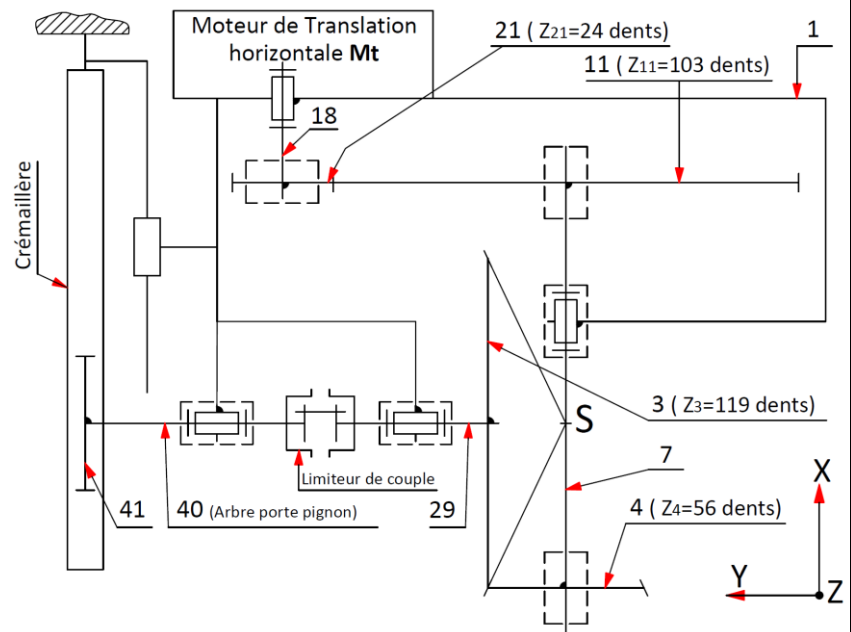 Moteur de Translation
horizontale Mt
21 ( Z21=24 dents)
1
11 ( Z11=103 dents)
18
Crémaillère
S
3 ( Z3=119 dents)
7
Limiteur de couple
41
40 (Arbre porte pignon)
29
4 ( Z4=56 dents)
X
Y
Z